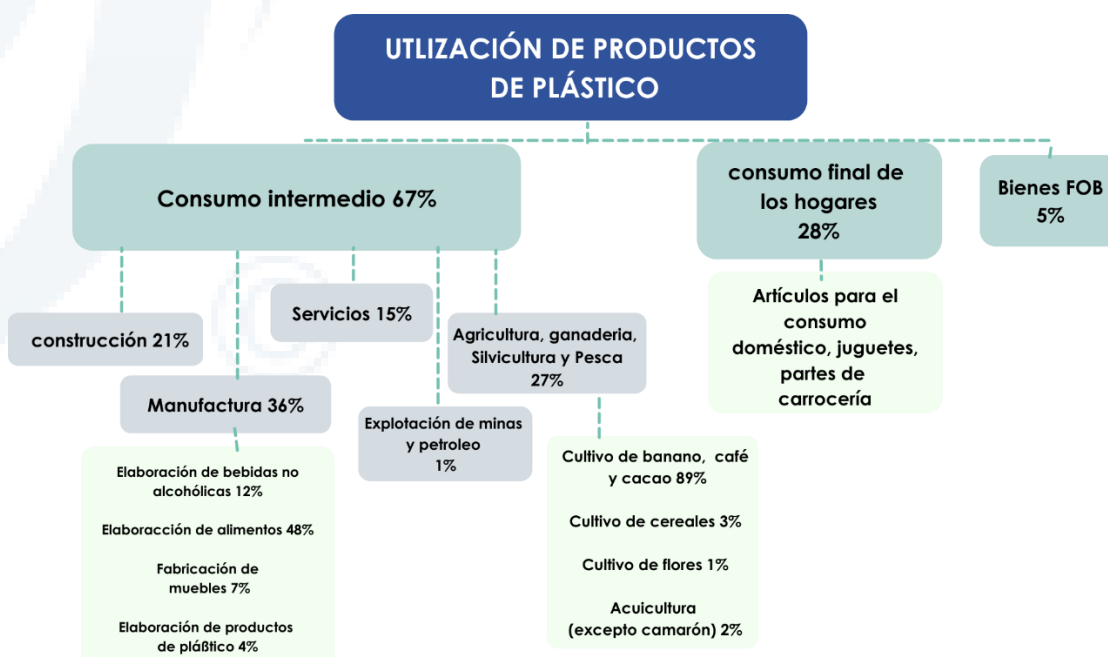 UTLIZACIÓN DE PRODUCTOS
DE PLÁSTICO
Consumo intermedio 67%
consumo final de
los hogares
28%
Bienes FOB
5%
construcción 21%
Manufactura 36%
Servicios 15%
Explotación de minas
y petroleo
1%
Agricultura, ganaderia,
Silvicultura y Pesca
27%
Artículos para el
consumo
doméstico, juguetes,
partes de
carrocería
Elaboración de bebidas no
alcohólicas 12%
Elaboracción de alimentos 48%
Fabricación de
muebles 7%
Elaboración de productos
de pláßtico 4%
Cultivo de banano, café
y cacao 89%
Cultivo de cereales 3%
Cultivo de flores 1%
Acuicultura
(excepto camarón) 2%